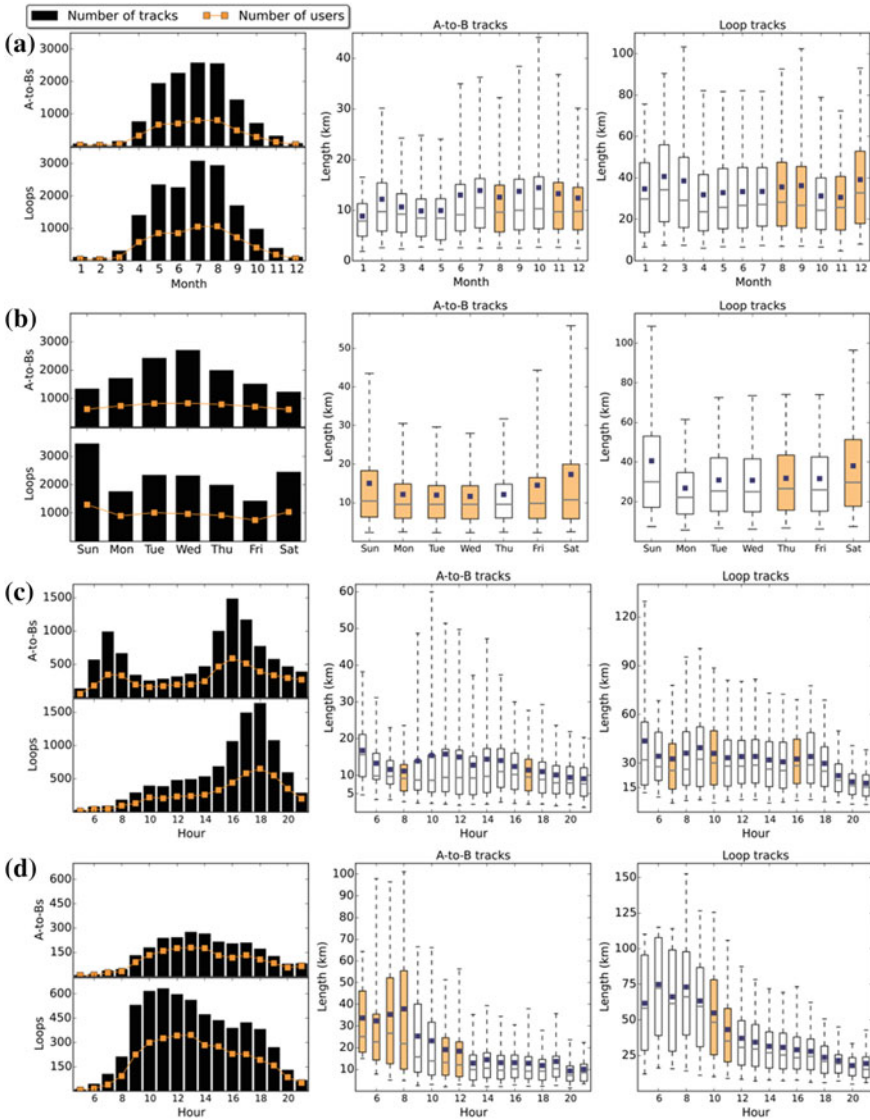 Number of tracks Number of users
(a)
A-to-Bs
3000
2000
1000
Loops
3000
2000
1000
1 2 3 4 5 6 7 8 9 10 11 12
Month
A-to-B tracks
Length (km)
40
30
20
10
0
1 2 3 4 5 6 7 8 9 10 11 12
Month
Loop tracks
Length (km)
100
80
60
40
20
0
1 2 3 4 5 6 7 8 9 10 11 12
Month
(b)
A-to-Bs
3000
2000
1000
Loops
3000
2000
1000
Sun Mon Tue Wed Thu Fri Sat
A-to-B tracks
Length (km)
50
40
30
20
10
Sun Mon Tue Wed Thu Fri Sat
Loop tracks
Length (km)
100
80
60
40
20
Sun Mon Tue Wed Thu Fri Sat
(c)
A-to-Bs
1500
1000
500
Loops
1500
1000
500
6 8 10 12 14 16 18 20
Hour
A-to-B tracks
Length (km)
60
50
40
30
20
10
5
6 8 10 12 14 16 18 20
Hour
Loop tracks
Length (km)
120
90
60
30
15
6 8 10 12 14 16 18 20
Hour
(d)
A-to-Bs
600
450
300
150
Loops
600
450
300
150
6 8 10 12 14 16 18 20
Hour
A-to-B tracks
Length (km)
100
90
80
70
60
50
40
30
20
10
6 8 10 12 14 16 18 20
Hour
Loop tracks
Length (km)
150
125
100
75
50
25
6 8 10 12 14 16 18 20
Hour